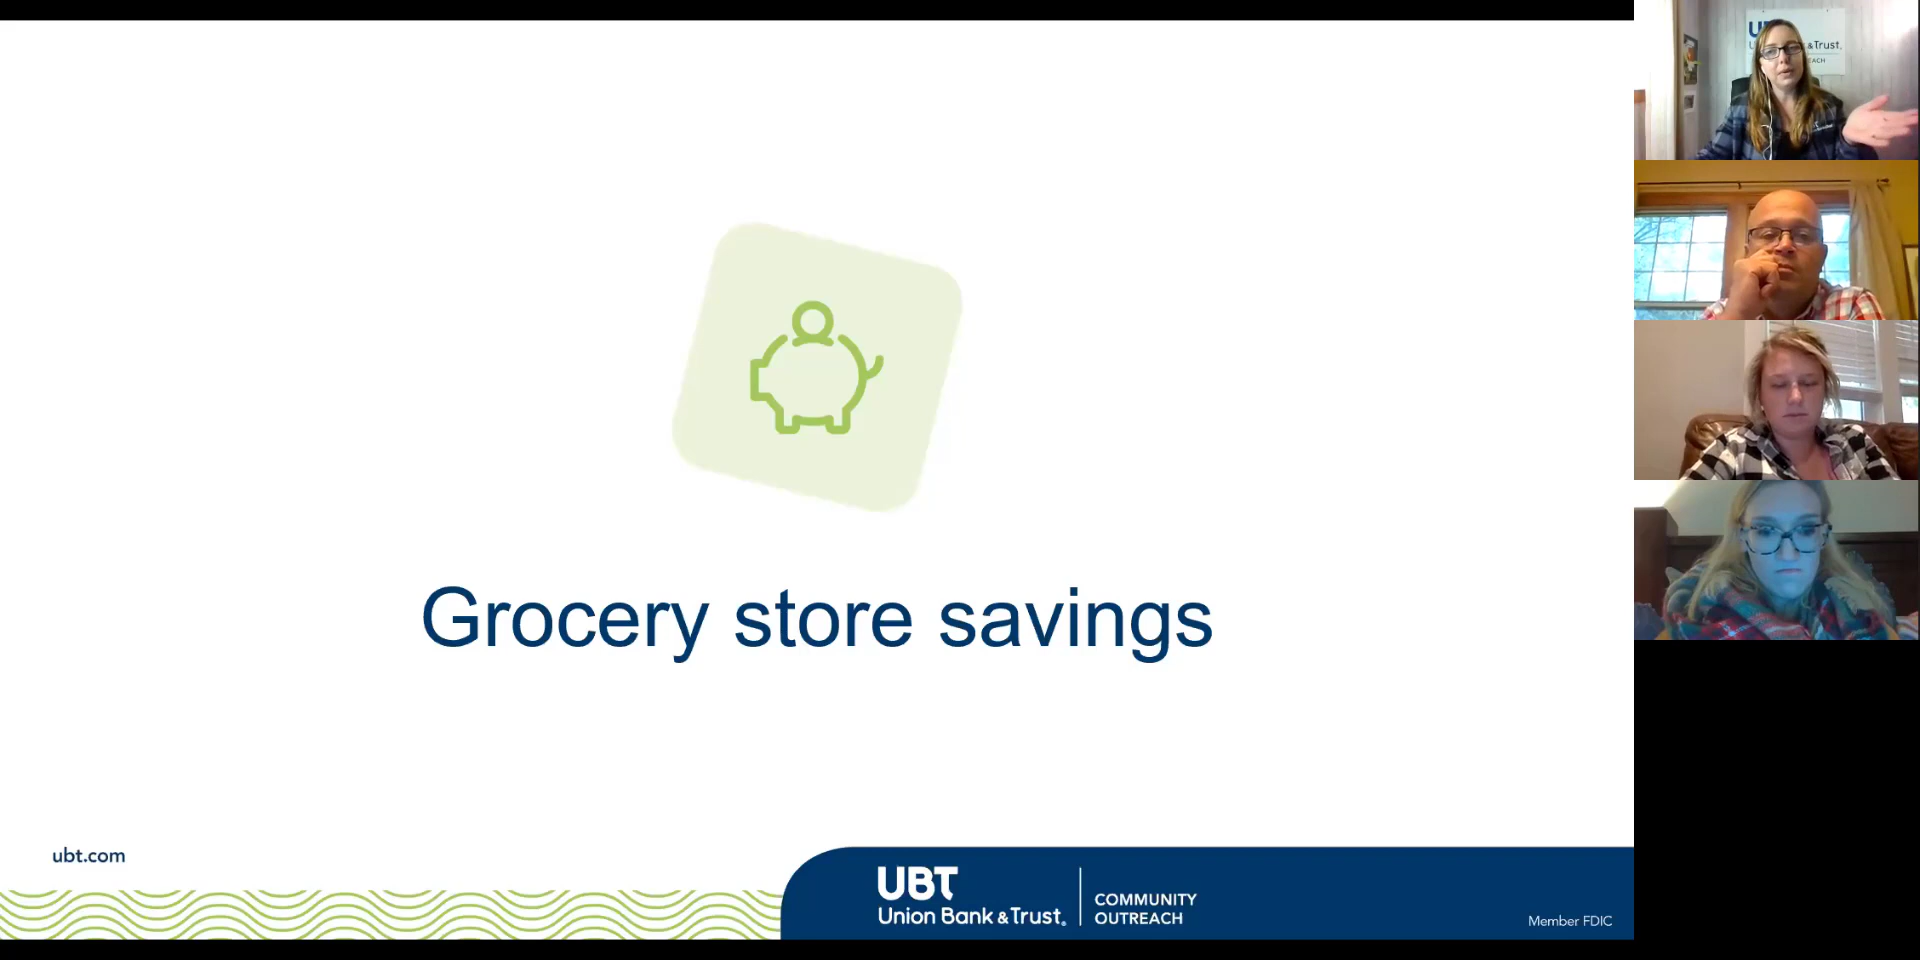 Grocery store savings
ubt.com
UBT
Union Bank & Trust®
COMMUNITY
OUTREACH
Member FDIC
& Trust.